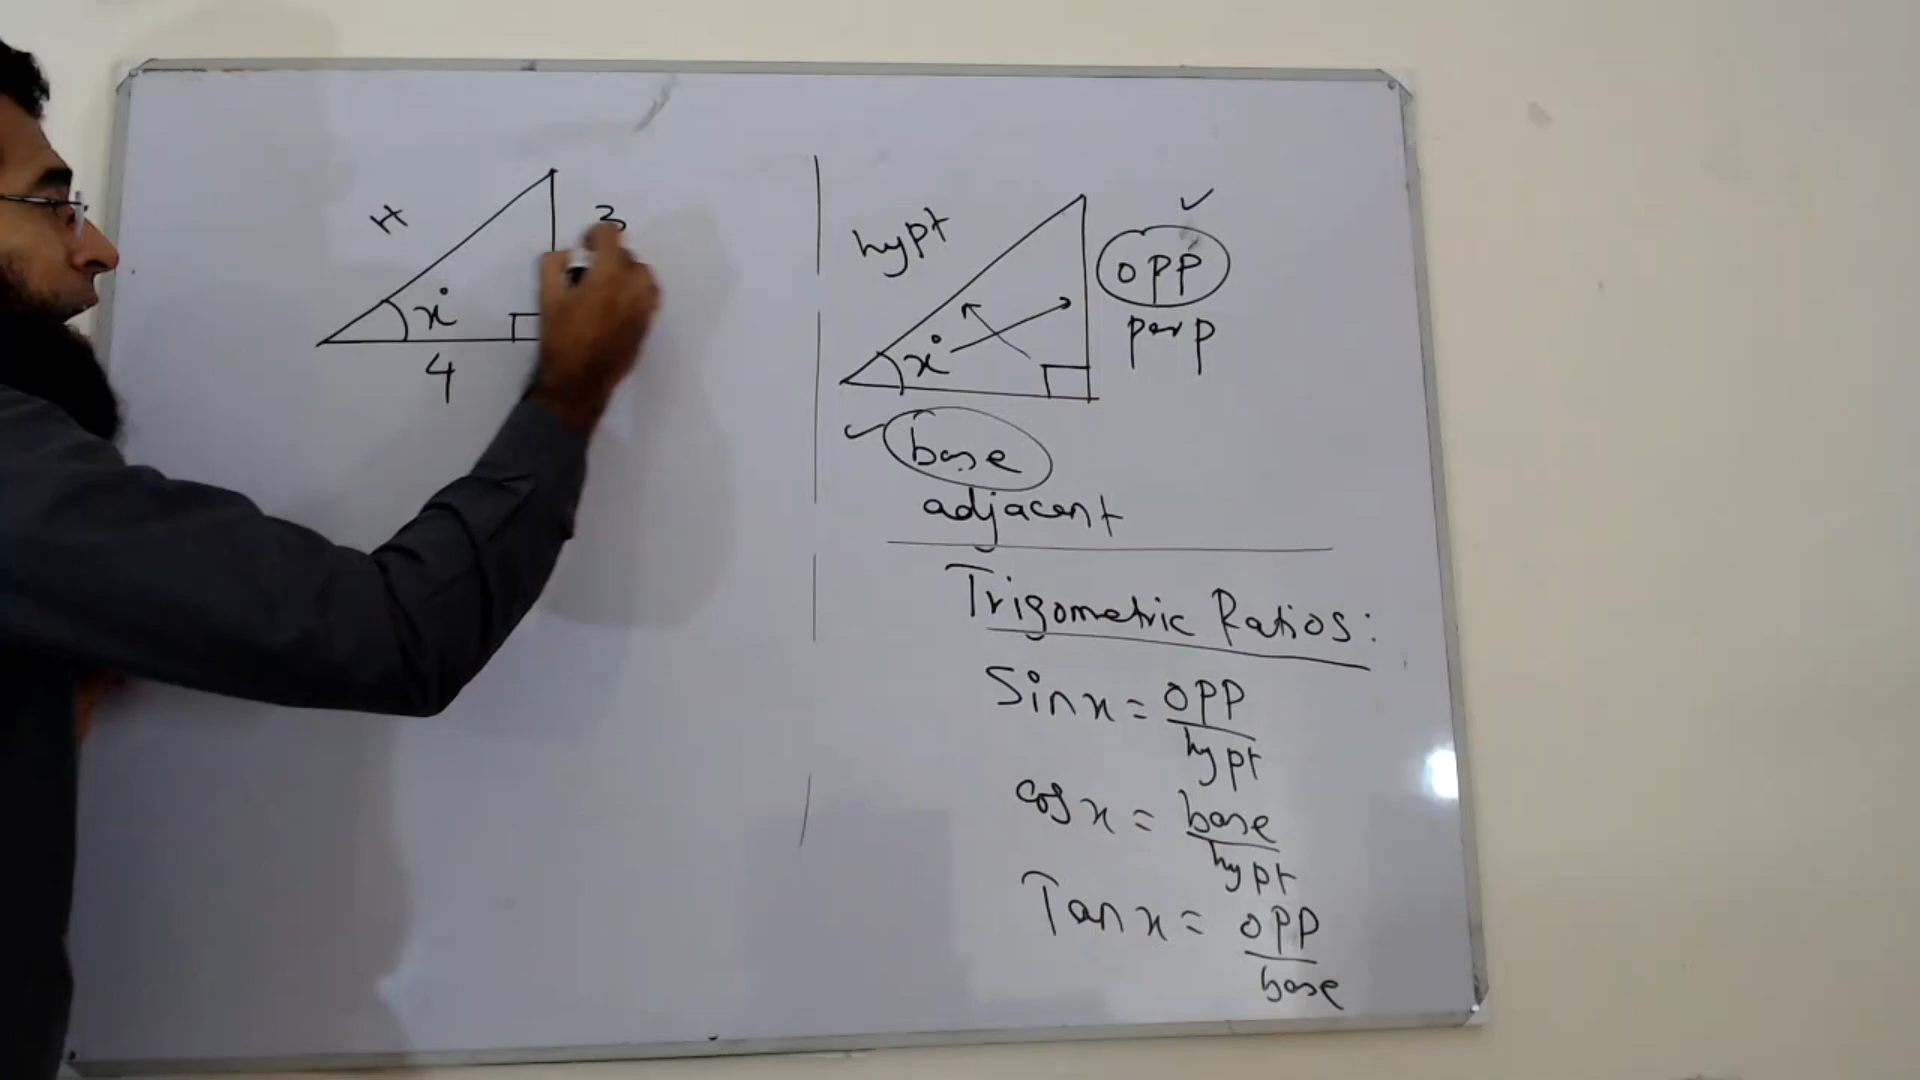 H
3
x°
4
hypt
opp
perp
x°
base
adjacent
Trigometric Ratios:
Sin x = opp
hypt
cos x = base
hypt
Tan x = opp
base